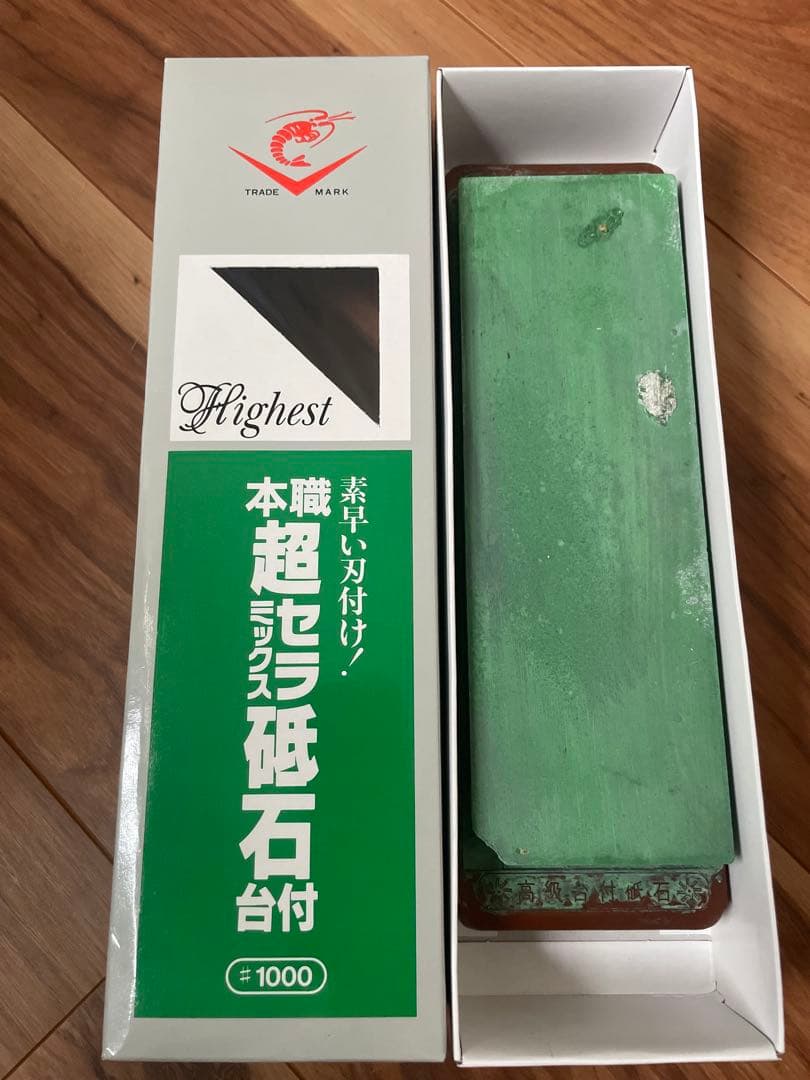 TRADE MARK
Highest
素早い刃付け!
本職
超セラミックス砥石
台付
#1000
高級台付砥石